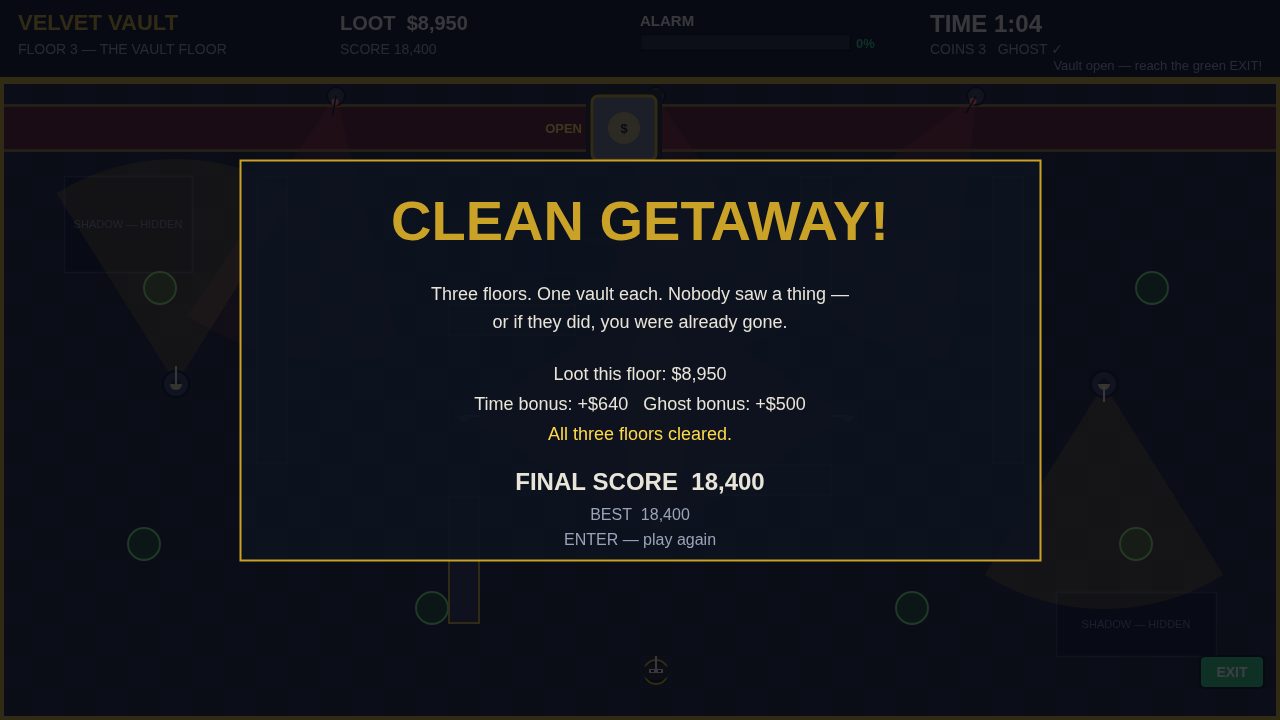 VELVET VAULT
FLOOR 3 — THE VAULT FLOOR
LOOT $8,950
SCORE 18,400
ALARM
0%
TIME 1:04
COINS 3 GHOST ✓
Vault open — reach the green EXIT!
OPEN
$
SHADOW — HIDDEN
CLEAN GETAWAY!
Three floors. One vault each. Nobody saw a thing —
or if they did, you were already gone.
Loot this floor: $8,950
Time bonus: +$640 Ghost bonus: +$500
All three floors cleared.
FINAL SCORE 18,400
BEST 18,400
ENTER — play again
SHADOW — HIDDEN
EXIT